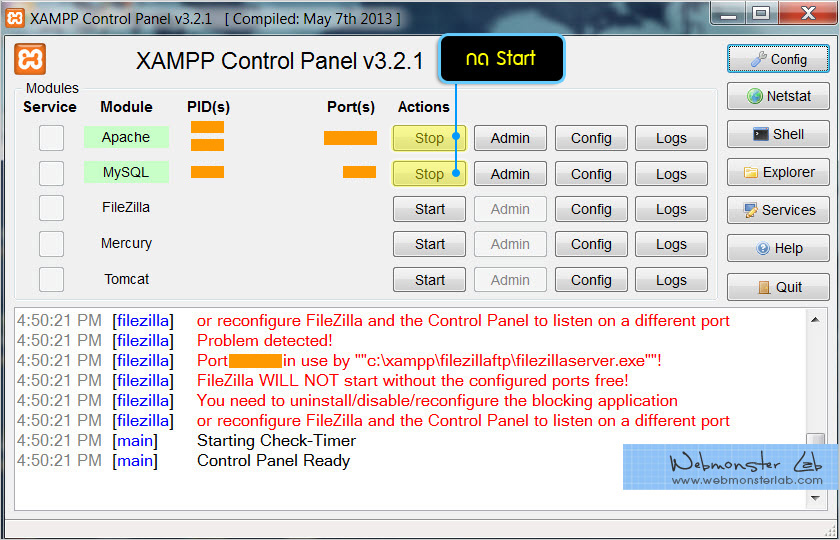 XAMPP Control Panel v3.2.1 [ Compiled: May 7th 2013 ]
XAMPP Control Panel v3.2.1
กด Start
Config
Modules
Service Module PID(s) Port(s) Actions
Netstat
Apache Stop Admin Config Logs
Shell
MySQL Stop Admin Config Logs
Explorer
FileZilla Start Admin Config Logs
Services
Mercury Start Admin Config Logs
Help
Tomcat Start Admin Config Logs
Quit
4:50:21 PM [filezilla] or reconfigure FileZilla and the Control Panel to listen on a different port
4:50:21 PM [filezilla] Problem detected!
4:50:21 PM [filezilla] Port in use by ""c:\xampp\filezillaftp\filezillaserver.exe""!
4:50:21 PM [filezilla] FileZilla WILL NOT start without the configured ports free!
4:50:21 PM [filezilla] You need to uninstall/disable/reconfigure the blocking application
4:50:21 PM [filezilla] or reconfigure FileZilla and the Control Panel to listen on a different port
4:50:21 PM [main] Starting Check-Timer
4:50:21 PM [main] Control Panel Ready
Webmonster Lab
www.webmonsterlab.com